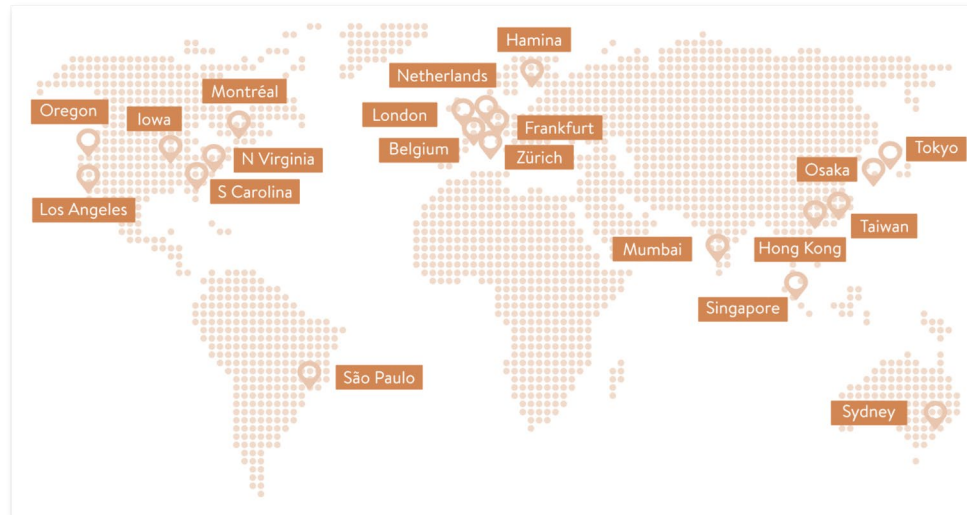 Hamina
Netherlands
Montréal
Oregon
Iowa
London
Frankfurt
Belgium
Zürich
N Virginia
S Carolina
Los Angeles
Tokyo
Osaka
Taiwan
Mumbai
Hong Kong
Singapore
São Paulo
Sydney